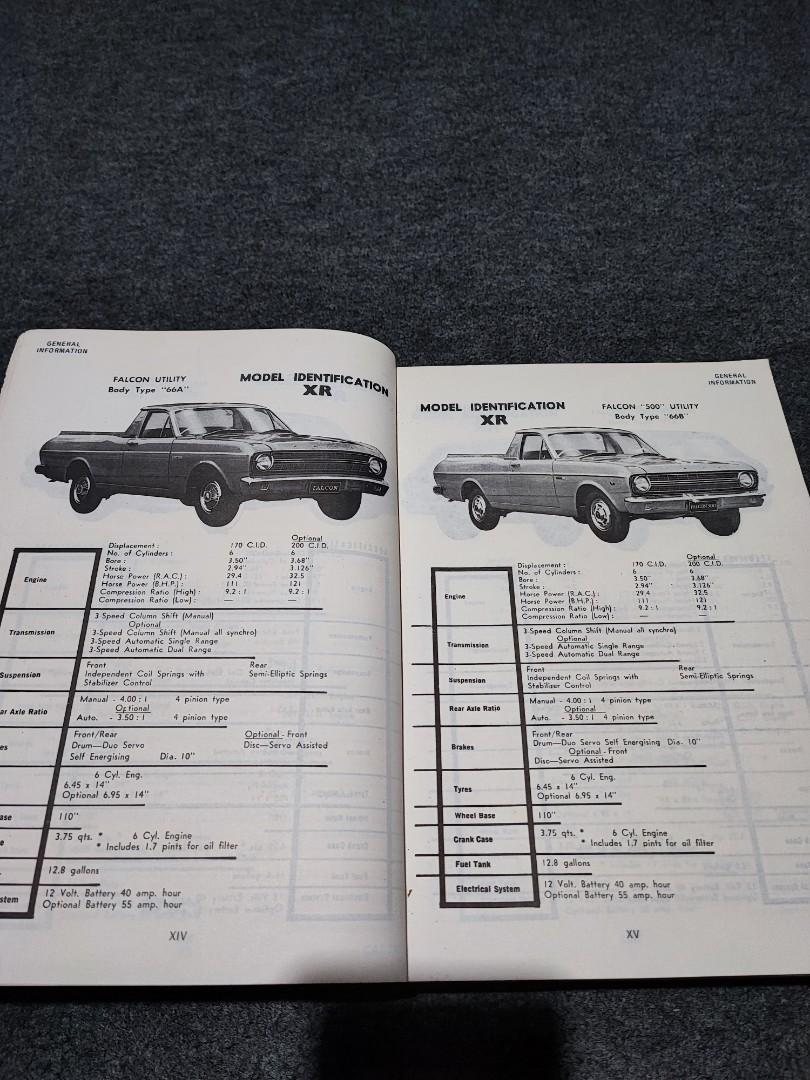 GENERAL
INFORMATION
FALCON UTILITY
Body Type "66A"
MODEL IDENTIFICATION
XR
FALCON
Optional
Displacement : 170 C.I.D. 200 C.I.D.
No. of Cylinders : 6 6
Bore : 3.50" 3.68"
Stroke : 2.94" 3.126"
Horse Power (R.A.C.) : 29.4 32.5
Horse Power (B.H.P.) : 111 121
Compression Ratio (High) : 9.2 : 1 9.2 : 1
Compression Ratio (Low) : — —
Engine
3-Speed Column Shift (Manual)
Optional
Transmission
3-Speed Column Shift (Manual all synchro)
3-Speed Automatic Single Range
3-Speed Automatic Dual Range
Front Rear
Suspension
Independent Coil Springs with Semi-Elliptic Springs
Stabilizer Control
ar Axle Ratio
Manual - 4.00 : 1 4 pinion type
Optional
Auto. - 3.50 : 1 4 pinion type
es
Front/Rear Optional - Front
Drum—Duo Servo Disc—Servo Assisted
Self Energising Dia. 10"
6 Cyl. Eng.
6.45 x 14"
Optional 6.95 x 14"
ase 110"
e
3.75 qts. * 6 Cyl. Engine
* Includes 1.7 pints for oil filter
12.8 gallons
stem
12 Volt. Battery 40 amp. hour
Optional Battery 55 amp. hour
XIV
GENERAL
INFORMATION
MODEL IDENTIFICATION
XR
FALCON "500" UTILITY
Body Type "66B"
FALCON 500
Optional
Displacement : 170 C.I.D. 200 C.I.D.
No. of Cylinders : 6 6
Bore : 3.50" 3.68"
Stroke : 2.94" 3.126"
Horse Power (R.A.C.) : 29.4 32.5
Horse Power (B.H.P.) : 111 121
Compression Ratio (High) : 9.2 : 1 9.2 : 1
Compression Ratio (Low) : — —
Engine
Transmission
3-Speed Column Shift (Manual all synchro)
Optional
3-Speed Automatic Single Range
3-Speed Automatic Dual Range
Suspension
Front Rear
Independent Coil Springs with Semi-Elliptic Springs
Stabilizer Control
Rear Axle Ratio
Manual - 4.00 : 1 4 pinion type
Optional
Auto. - 3.50 : 1 4 pinion type
Brakes
Front/Rear
Drum—Duo Servo Self Energising Dia. 10"
Optional - Front
Disc—Servo Assisted
Tyres
6 Cyl. Eng.
6.45 x 14"
Optional 6.95 x 14"
Wheel Base 110"
Crank Case
3.75 qts. * 6 Cyl. Engine
* Includes 1.7 pints for oil filter
Fuel Tank 12.8 gallons
Electrical System
12 Volt. Battery 40 amp. hour
Optional Battery 55 amp. hour
XV